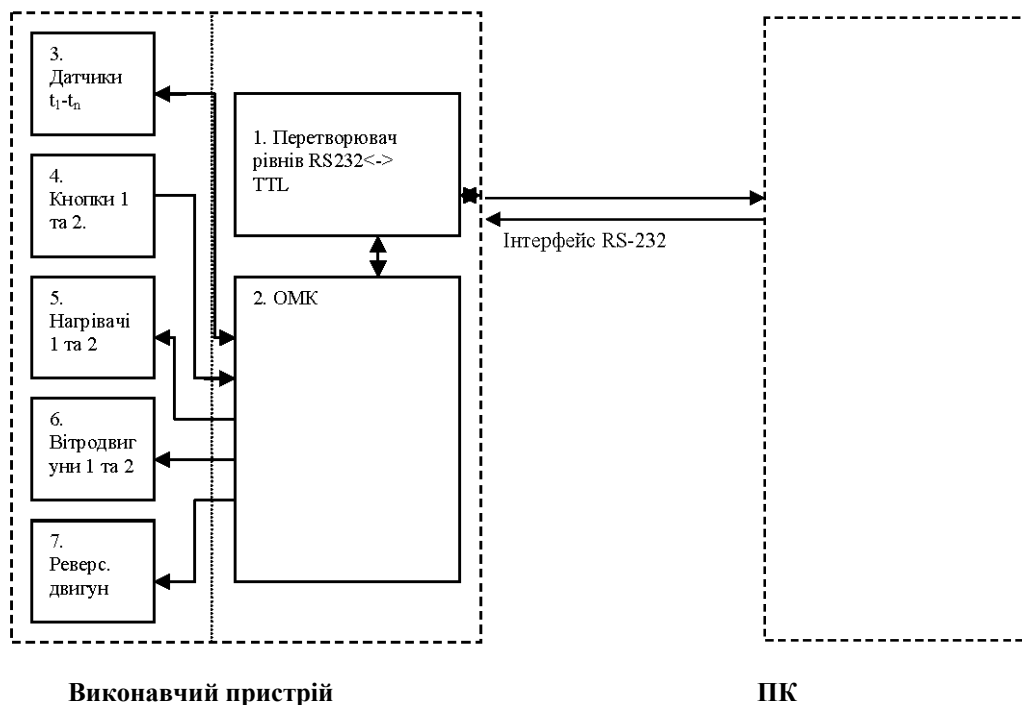 3.
Датчики
t₁-tₙ
4.
Кнопки 1
та 2.
5.
Нагрівачі
1 та 2
6.
Вітродвиг
уни 1 та 2
7.
Реверс.
двигун
1. Перетворювач
рівнів RS232<->
TTL
2. ОМК
Інтерфейс RS-232
Виконавчий пристрій
ПК